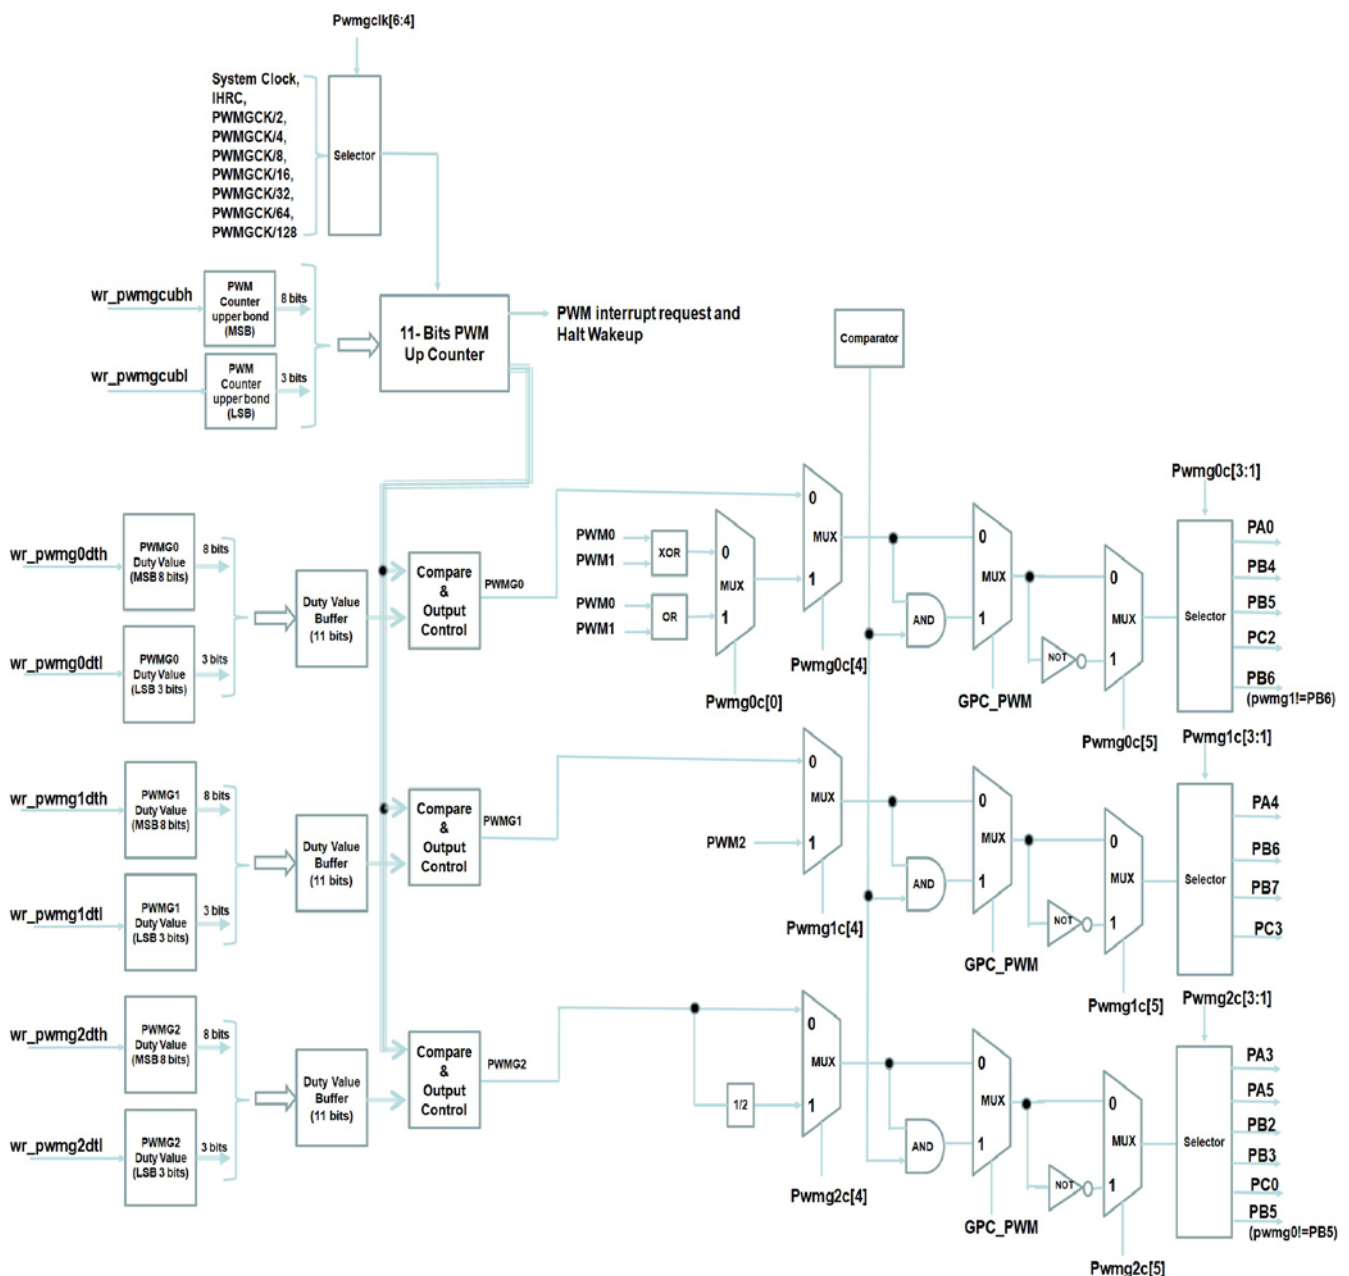 Pwmgclk[6:4]
System Clock,
IHRC,
PWMGCK/2,
PWMGCK/4,
PWMGCK/8,
PWMGCK/16,
PWMGCK/32,
PWMGCK/64,
PWMGCK/128
Selector
wr_pwmgcubh
PWM
Counter
upper bond
(MSB)
8 bits
wr_pwmgcubl
PWM
Counter
upper bond
(LSB)
3 bits
11- Bits PWM
Up Counter
PWM interrupt request and
Halt Wakeup
Comparator
wr_pwmg0dth
PWMG0
Duty Value
(MSB 8 bits)
8 bits
wr_pwmg0dtl
PWMG0
Duty Value
(LSB 3 bits)
3 bits
Duty Value
Buffer
(11 bits)
Compare
&
Output
Control
PWMG0
PWM0
PWM1
XOR
PWM0
PWM1
OR
0
MUX
1
Pwmg0c[0]
0
MUX
1
Pwmg0c[4]
AND
0
MUX
1
GPC_PWM
NOT
0
MUX
1
Pwmg0c[5]
Pwmg0c[3:1]
Selector
PA0
PB4
PB5
PC2
PB6
(pwmg1!=PB6)
wr_pwmg1dth
PWMG1
Duty Value
(MSB 8 bits)
8 bits
wr_pwmg1dtl
PWMG1
Duty Value
(LSB 3 bits)
3 bits
Duty Value
Buffer
(11 bits)
Compare
&
Output
Control
PWMG1
PWM2
0
MUX
1
Pwmg1c[4]
AND
0
MUX
1
GPC_PWM
NOT
0
MUX
1
Pwmg1c[5]
Pwmg1c[3:1]
Selector
PA4
PB6
PB7
PC3
wr_pwmg2dth
PWMG2
Duty Value
(MSB 8 bits)
8 bits
wr_pwmg2dtl
PWMG2
Duty Value
(LSB 3 bits)
3 bits
Duty Value
Buffer
(11 bits)
Compare
&
Output
Control
PWMG2
1/2
0
MUX
1
Pwmg2c[4]
AND
0
MUX
1
GPC_PWM
NOT
0
MUX
1
Pwmg2c[5]
Pwmg2c[3:1]
Selector
PA3
PA5
PB2
PB3
PC0
PB5
(pwmg0!=PB5)